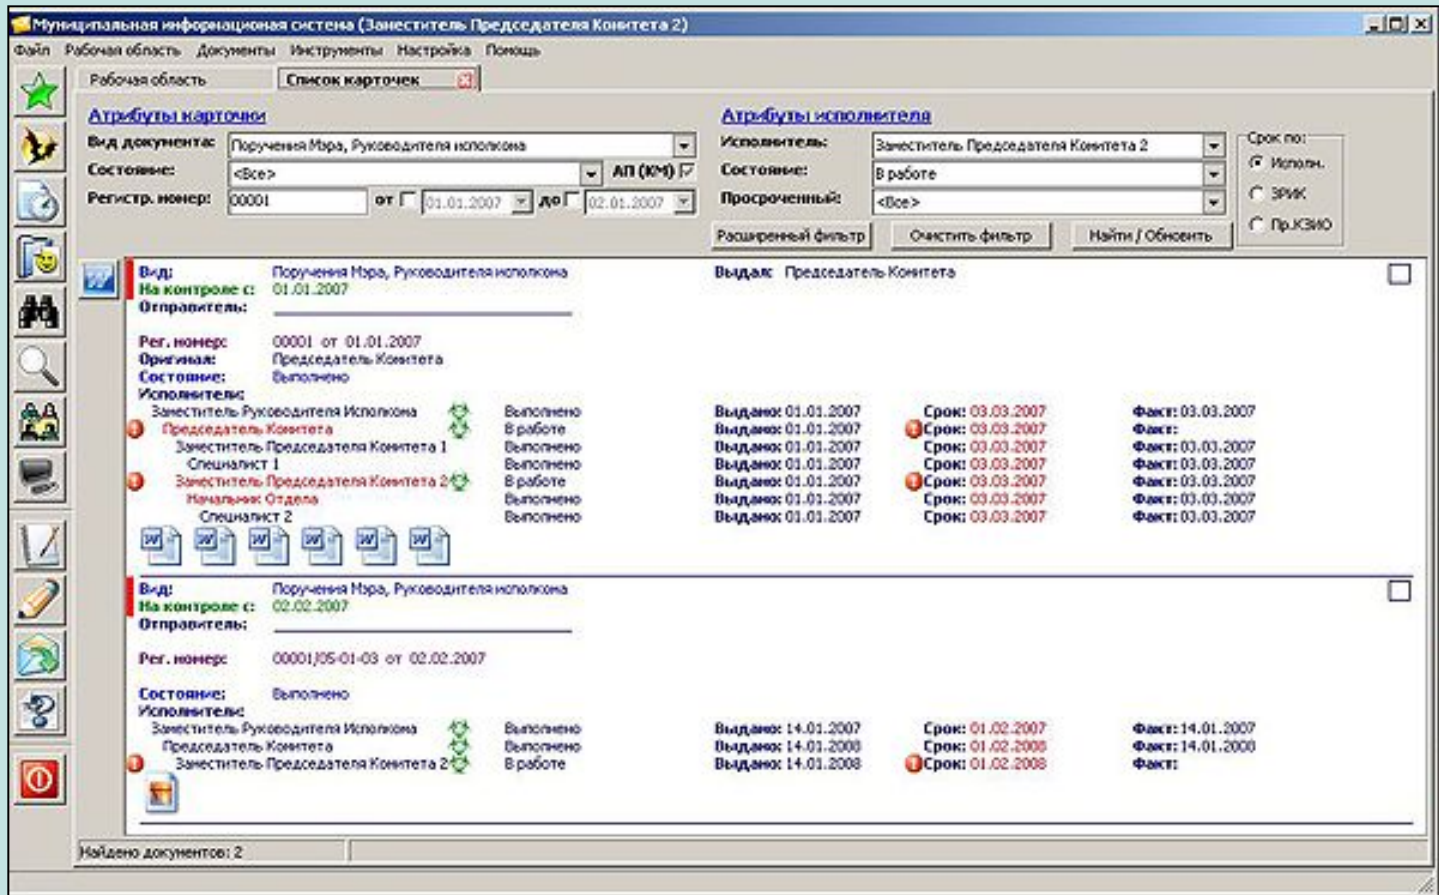 Муниципальная информационая система (Заместитель Председателя Комитета 2)
Файл Рабочая область Документы Инструменты Настройка Помощь
Рабочая область Список карточек
Атрибуты карточки Атрибуты исполнителя
Вид документа: Поручения Мэра, Руководителя исполкома Исполнитель: Заместитель Председателя Комитета 2 Срок по:
Состояние: <Все> АП (КМ) Состояние: В работе Исполн.
Регистр. номер: 00001 от 01.01.2007 до 02.01.2007 Просроченный: <Все> ЗРИК
Расширенный фильтр Очистить фильтр Найти / Обновить Пр.КЗИО
Вид: Поручения Мэра, Руководителя исполкома Выдал: Председатель Комитета
На контроле с: 01.01.2007
Отправитель:
Рег. номер: 00001 от 01.01.2007
Оригинал: Председатель Комитета
Состояние: Выполнено
Исполнители:
Заместитель Руководителя Исполкома Выполнено Выдано: 01.01.2007 Срок: 03.03.2007 Факт: 03.03.2007
Председатель Комитета В работе Выдано: 01.01.2007 Срок: 03.03.2007 Факт:
Заместитель Председателя Комитета 1 Выполнено Выдано: 01.01.2007 Срок: 03.03.2007 Факт: 03.03.2007
Специалист 1 Выполнено Выдано: 01.01.2007 Срок: 03.03.2007 Факт: 03.03.2007
Заместитель Председателя Комитета 2 В работе Выдано: 01.01.2007 Срок: 03.03.2007 Факт: 03.03.2007
Начальник Отдела Выполнено Выдано: 01.01.2007 Срок: 03.03.2007 Факт: 03.03.2007
Специалист 2 Выполнено Выдано: 01.01.2007 Срок: 03.03.2007 Факт: 03.03.2007
Вид: Поручения Мэра, Руководителя исполкома
На контроле с: 02.02.2007
Отправитель:
Рег. номер: 00001/05-01-03 от 02.02.2007
Состояние: Выполнено
Исполнители:
Заместитель Руководителя Исполкома Выполнено Выдано: 14.01.2007 Срок: 01.02.2007 Факт: 14.01.2007
Председатель Комитета Выполнено Выдано: 14.01.2008 Срок: 01.02.2008 Факт: 14.01.2008
Заместитель Председателя Комитета 2 В работе Выдано: 14.01.2008 Срок: 01.02.2008 Факт:
Найдено документов: 2